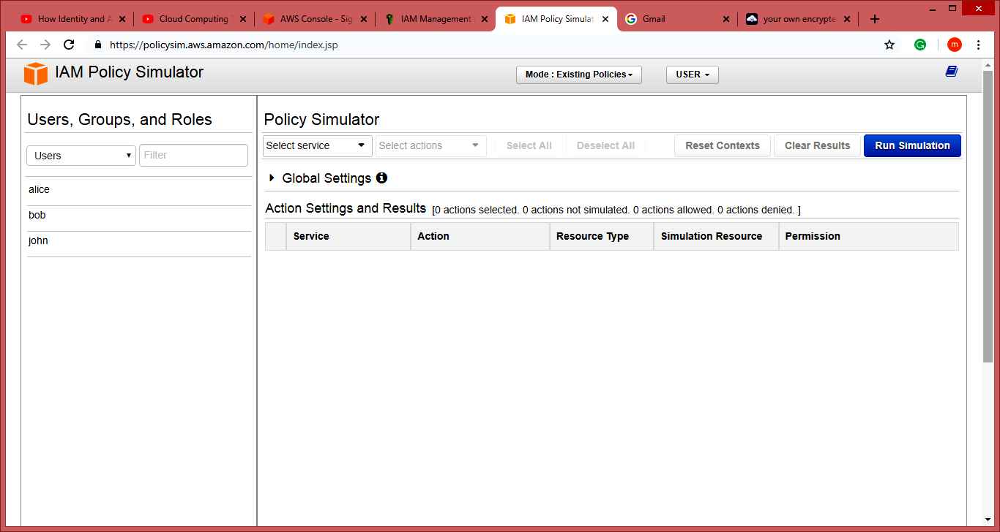 How Identity and A
Cloud Computing T
AWS Console - Sig
IAM Management
IAM Policy Simulat
Gmail
your own encrypte
https://policysim.aws.amazon.com/home/index.jsp
m
IAM Policy Simulator
Mode : Existing Policies
USER
Users, Groups, and Roles
Policy Simulator
Users
Filter
Select service
Select actions
Select All
Deselect All
Reset Contexts
Clear Results
Run Simulation
Global Settings
alice
bob
john
Action Settings and Results [0 actions selected. 0 actions not simulated. 0 actions allowed. 0 actions denied. ]
Service
Action
Resource Type
Simulation Resource
Permission